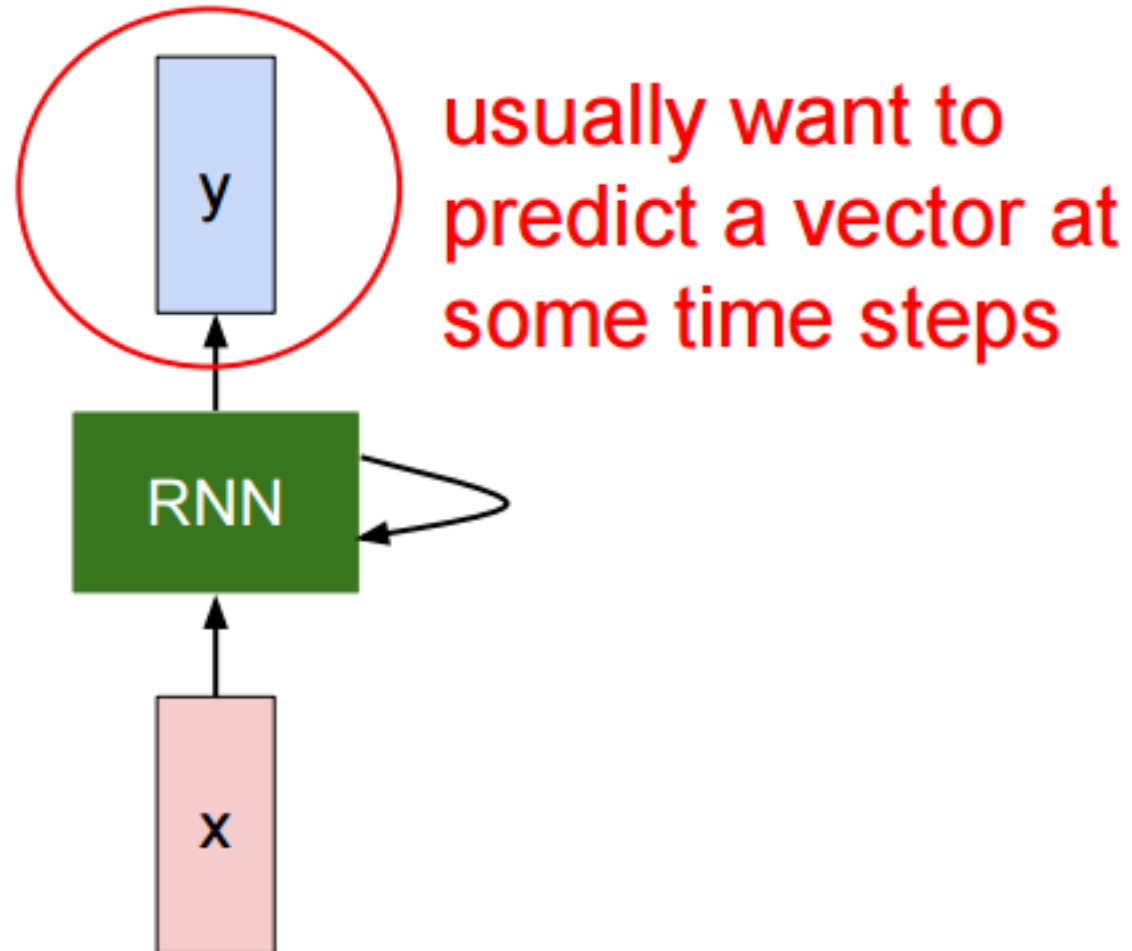 y
usually want to
predict a vector at
some time steps
RNN
x